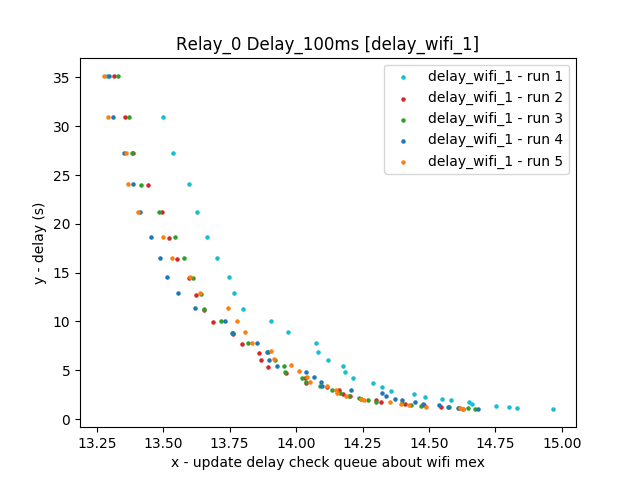 Relay_0 Delay_100ms [delay_wifi_1]
delay_wifi_1 - run 1
delay_wifi_1 - run 2
delay_wifi_1 - run 3
delay_wifi_1 - run 4
delay_wifi_1 - run 5
y - delay (s)
35
30
25
20
15
10
5
0
13.25 13.50 13.75 14.00 14.25 14.50 14.75 15.00
x - update delay check queue about wifi mex